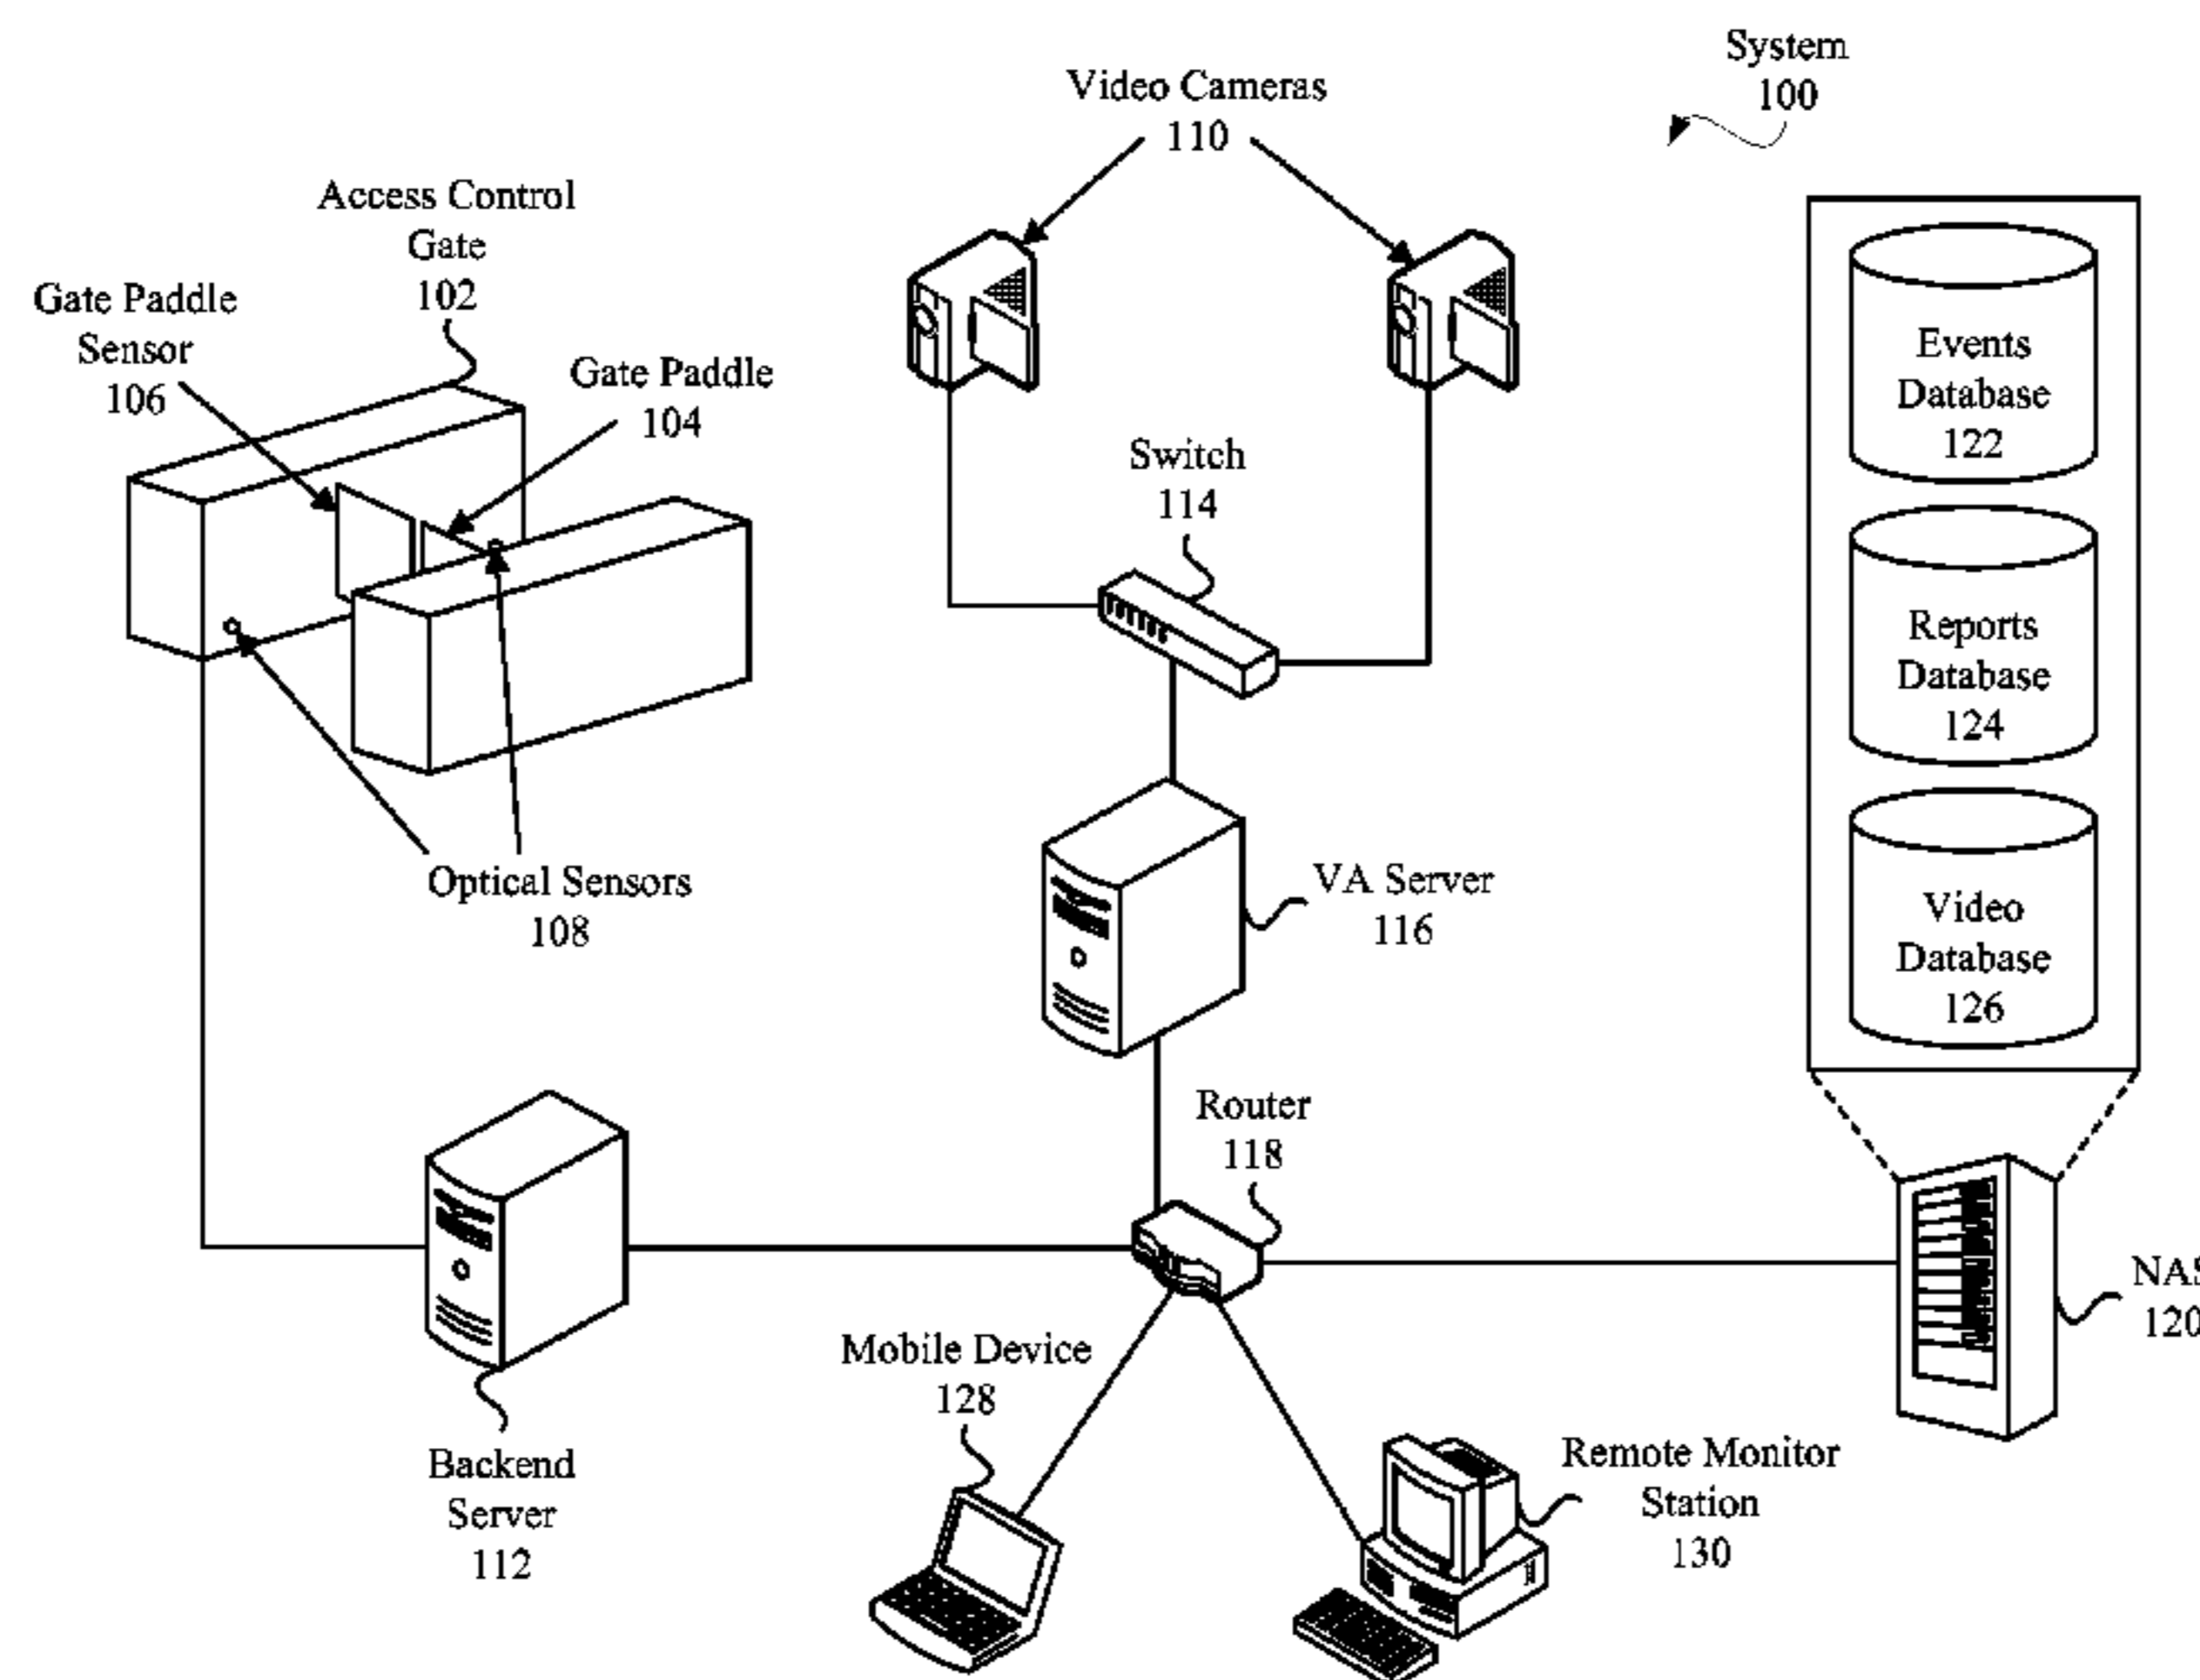 System
100
Video Cameras
110
Access Control
Gate
102
Gate Paddle
Sensor
106
Gate Paddle
104
Switch
114
Events
Database
122
Reports
Database
124
Video
Database
126
Optical Sensors
108
VA Server
116
Router
118
NAS
120
Mobile Device
128
Backend
Server
112
Remote Monitor
Station
130